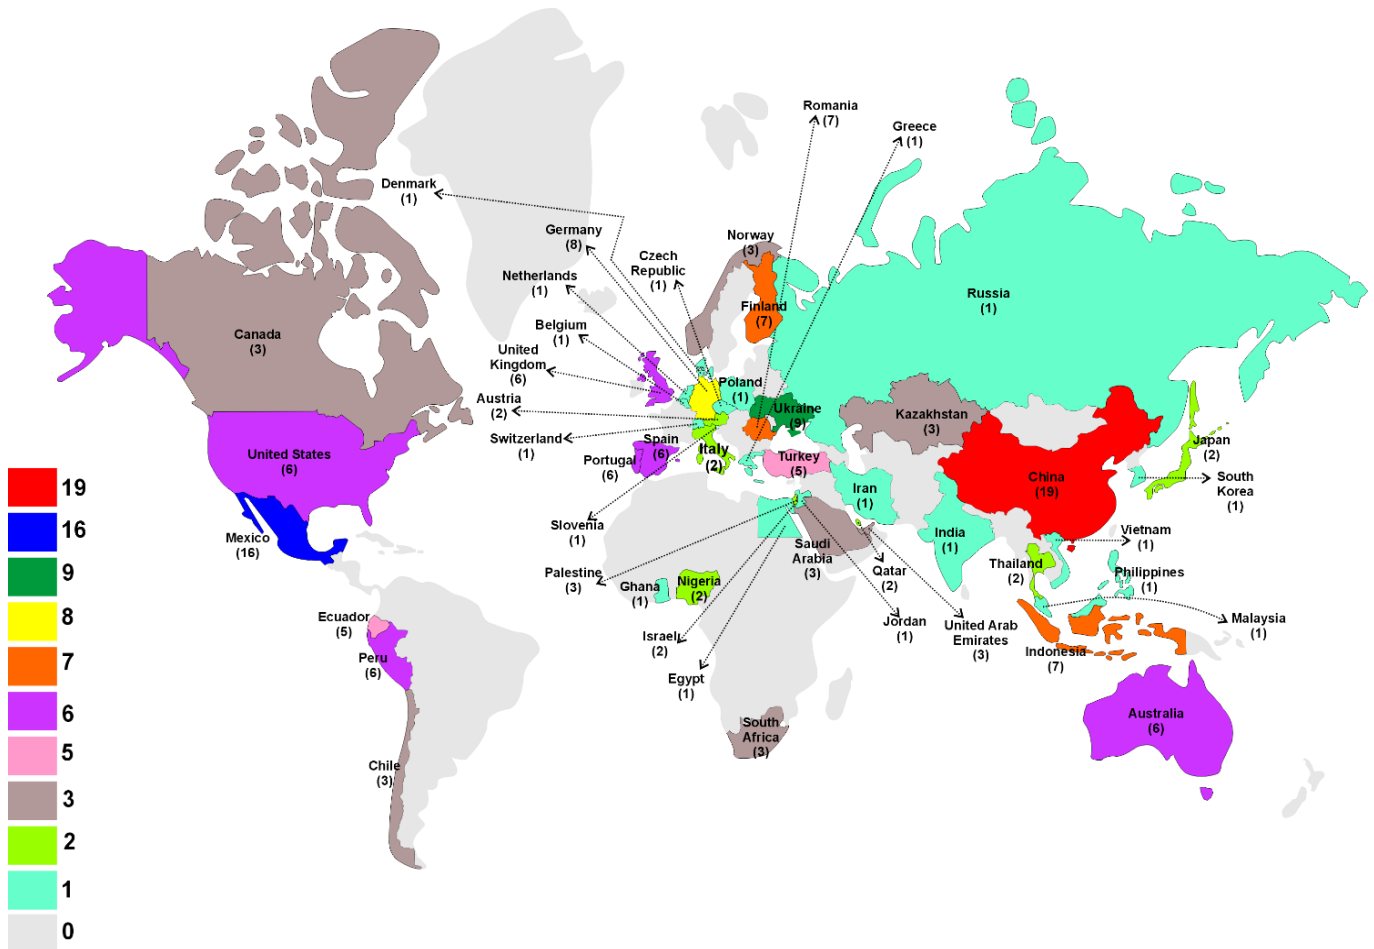 Romania
(7)
Greece
(1)
Denmark
(1)
Germany
(8)
Norway
(3)
Czech
Republic
(1)
Netherlands
(1)
Russia
(1)
Finland
(7)
Belgium
(1)
Canada
(3)
United
Kingdom
(6)
Poland
(1)
Austria
(2)
Ukraine
(9)
Kazakhstan
(3)
Switzerland
(1)
Spain
(6)
Italy
(2)
Japan
(2)
United States
(6)
Portugal
(6)
Turkey
(5)
China
(19)
South
Korea
(1)
Iran
(1)
Slovenia
(1)
Mexico
(16)
India
(1)
Vietnam
(1)
Saudi
Arabia
(3)
Palestine
(3)
Qatar
(2)
Thailand
(2)
Philippines
(1)
Ghana
(1)
Nigeria
(2)
Ecuador
(5)
Jordan
(1)
United Arab
Emirates
(3)
Malaysia
(1)
Israel
(2)
Indonesia
(7)
Peru
(6)
Egypt
(1)
Australia
(6)
South
Africa
(3)
Chile
(3)
19
16
9
8
7
6
5
3
2
1
0